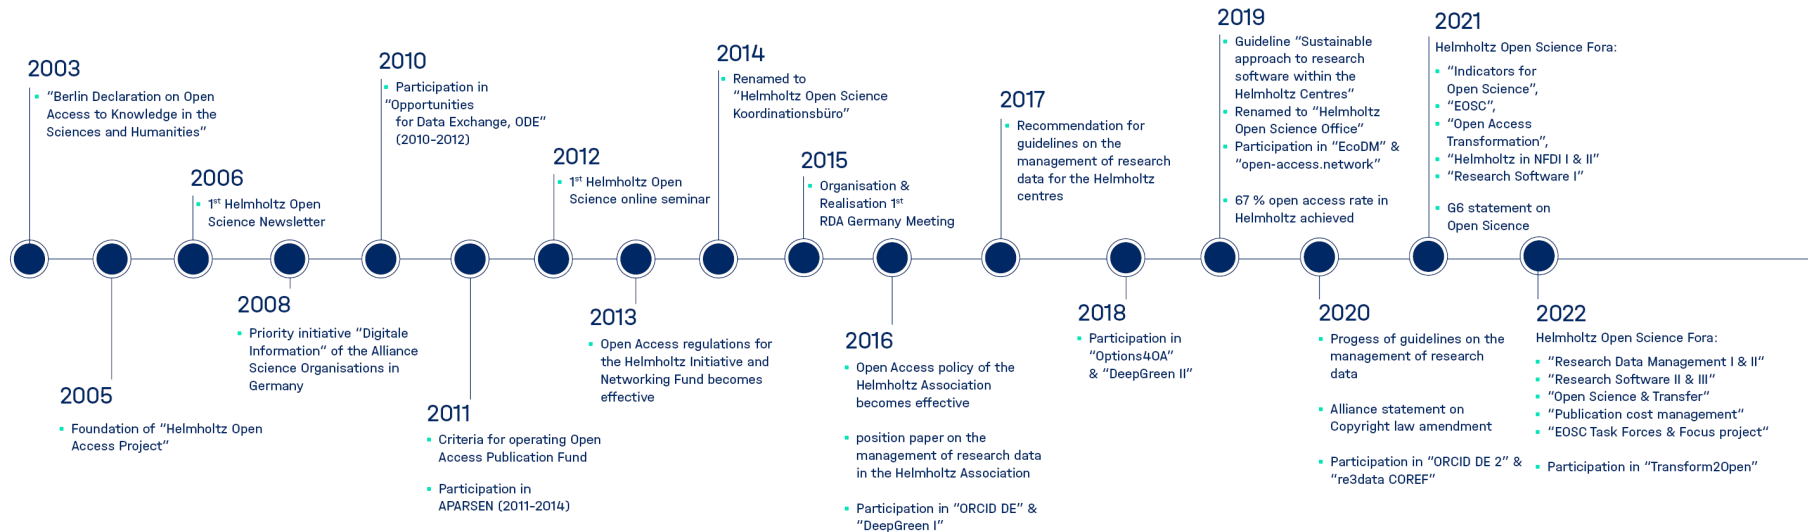 2003
“Berlin Declaration on Open
Access to Knowledge in the
Sciences and Humanities”
2005
Foundation of “Helmholtz Open
Access Project“
2006
1st Helmholtz Open
Science Newsletter
2008
Priority initiative “Digitale
Information“ of the Alliance
Science Organisations in
Germany
2010
Participation in
“Opportunities
for Data Exchange, ODE”
(2010-2012)
2011
Criteria for operating Open
Access Publication Fund
Participation in
APARSEN (2011-2014)
2012
1st Helmholtz Open
Science online seminar
2013
Open Access regulations for
the Helmholtz Initiative and
Networking Fund becomes
effective
2014
Renamed to
“Helmholtz Open Science
Koordinationsbüro”
2015
Organisation &
Realisation 1st
RDA Germany Meeting
2016
Open Access policy of the
Helmholtz Association
becomes effective
position paper on the
management of research data
in the Helmholtz Association
Participation in “ORCID DE” &
“DeepGreen I”
2017
Recommendation for
guidelines on the
management of research
data for the Helmholtz
centres
2018
Participation in
“Options4OA”
& “DeepGreen II”
2019
Guideline “Sustainable
approach to research
software within the
Helmholtz Centres”
Renamed to “Helmholtz
Open Science Office”
Participation in “EcoDM” &
“open-access.network”
67 % open access rate in
Helmholtz achieved
2020
Progess of guidelines on the
management of research
data
Alliance statement on
Copyright law amendment
Participation in “ORCID DE 2” &
“re3data COREF”
2021
Helmholtz Open Science Fora:
“Indicators for
Open Science”,
“EOSC”,
“Open Access
Transformation”,
“Helmholtz in NFDI I & II”
“Research Software I”
G6 statement on
Open Sicence
2022
Helmholtz Open Science Fora:
“Research Data Management I & II“
“Research Software II & III“
“Open Science & Transfer“
“Publication cost management“
“EOSC Task Forces & Focus project“
Participation in “Transform2Open”